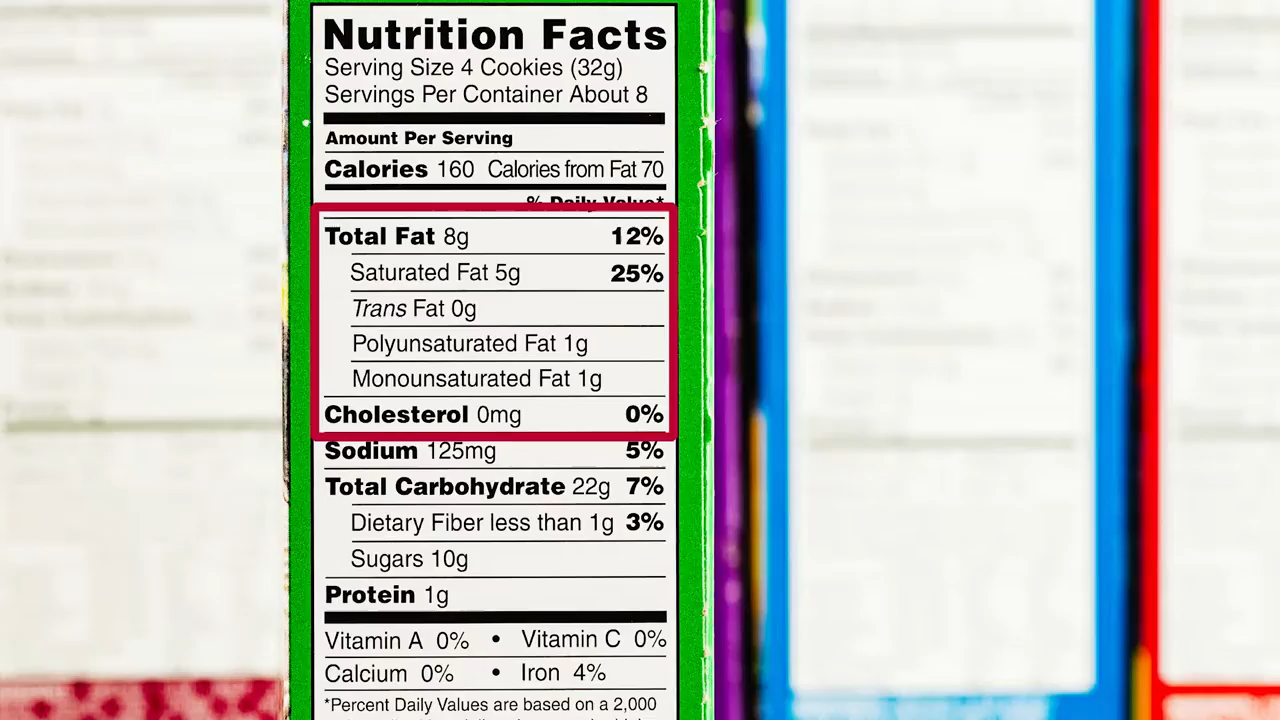 Nutrition Facts
Serving Size 4 Cookies (32g)
Servings Per Container About 8
Amount Per Serving
Calories 160 Calories from Fat 70
% Daily Value*
Total Fat 8g 12%
Saturated Fat 5g 25%
Trans Fat 0g
Polyunsaturated Fat 1g
Monounsaturated Fat 1g
Cholesterol 0mg 0%
Sodium 125mg 5%
Total Carbohydrate 22g 7%
Dietary Fiber less than 1g 3%
Sugars 10g
Protein 1g
Vitamin A 0% • Vitamin C 0%
Calcium 0% • Iron 4%
*Percent Daily Values are based on a 2,000